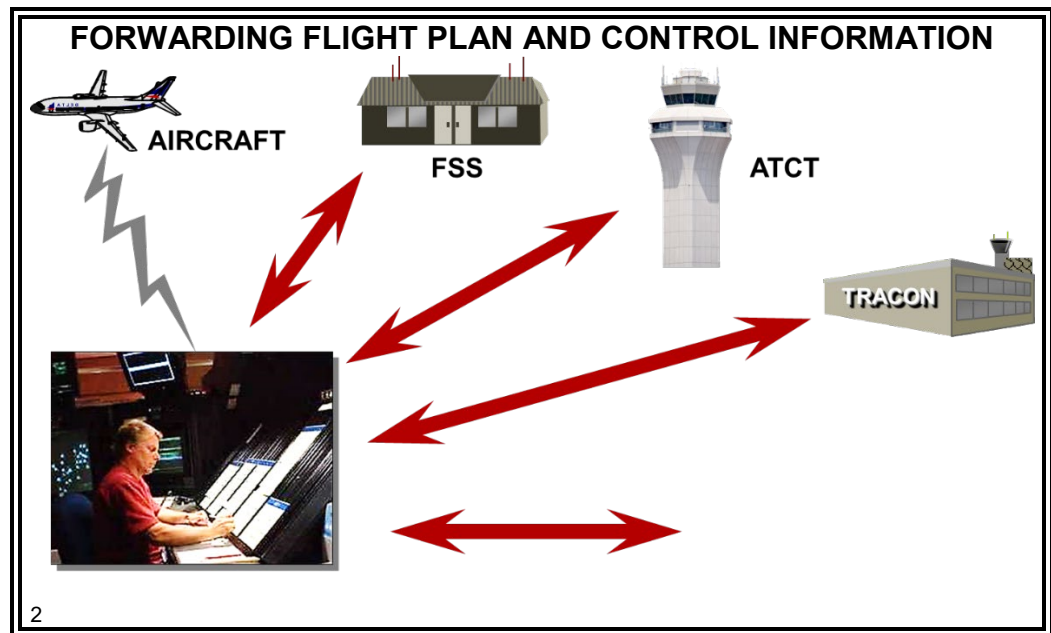 FORWARDING FLIGHT PLAN AND CONTROL INFORMATION
AIRCRAFT
FSS
ATCT
TRACON
2